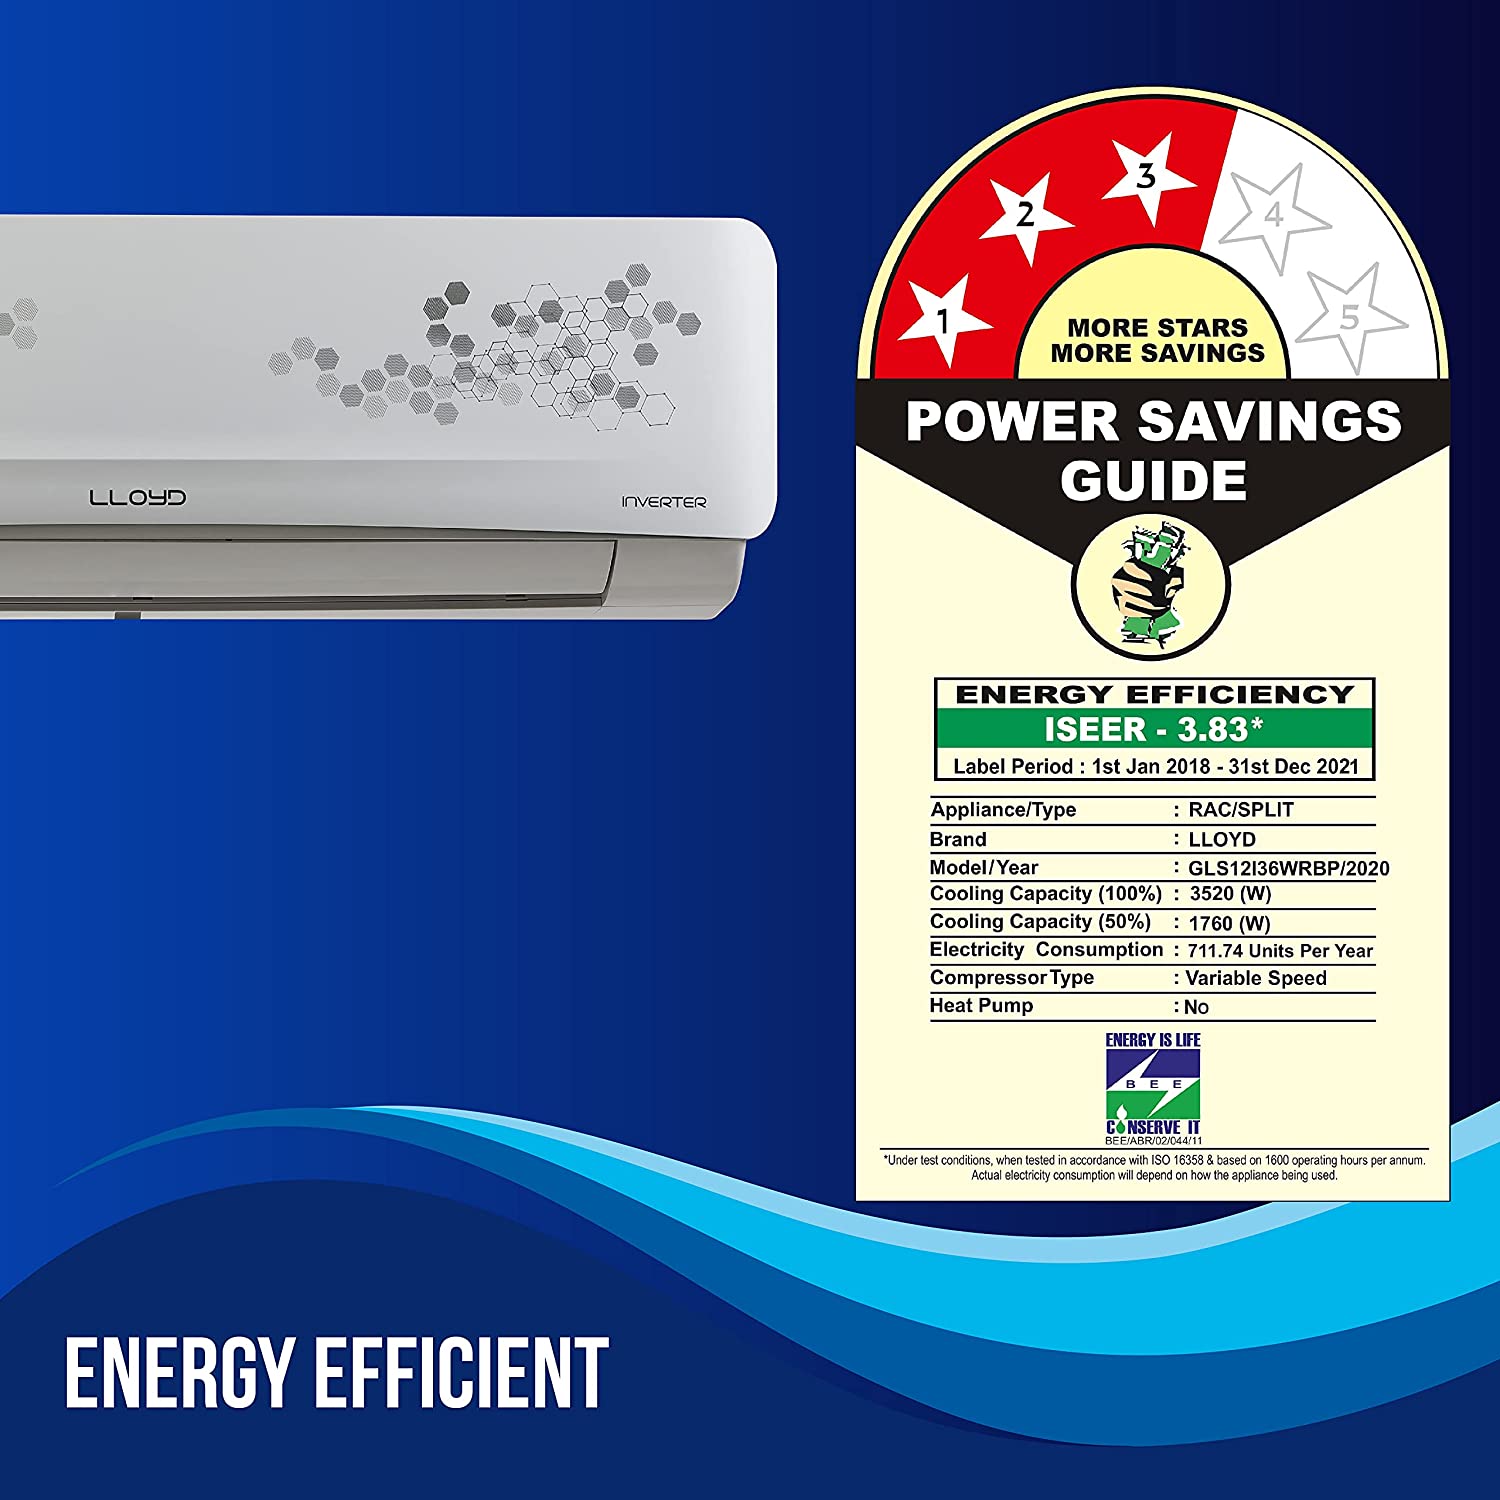 LLOYD
INVERTER
1
2
3
4
5
MORE STARS
MORE SAVINGS
POWER SAVINGS
GUIDE
ENERGY EFFICIENCY
ISEER - 3.83*
Label Period : 1st Jan 2018 - 31st Dec 2021
Appliance/Type : RAC/SPLIT
Brand : LLOYD
Model/Year : GLS12I36WRBP/2020
Cooling Capacity (100%) : 3520 (W)
Cooling Capacity (50%) : 1760 (W)
Electricity Consumption : 711.74 Units Per Year
Compressor Type : Variable Speed
Heat Pump : No
ENERGY IS LIFE
BEE
CONSERVE IT
BEE/ABR/02/044/11
*Under test conditions, when tested in accordance with ISO 16358 & based on 1600 operating hours per annum.
Actual electricity consumption will depend on how the appliance being used.
ENERGY EFFICIENT